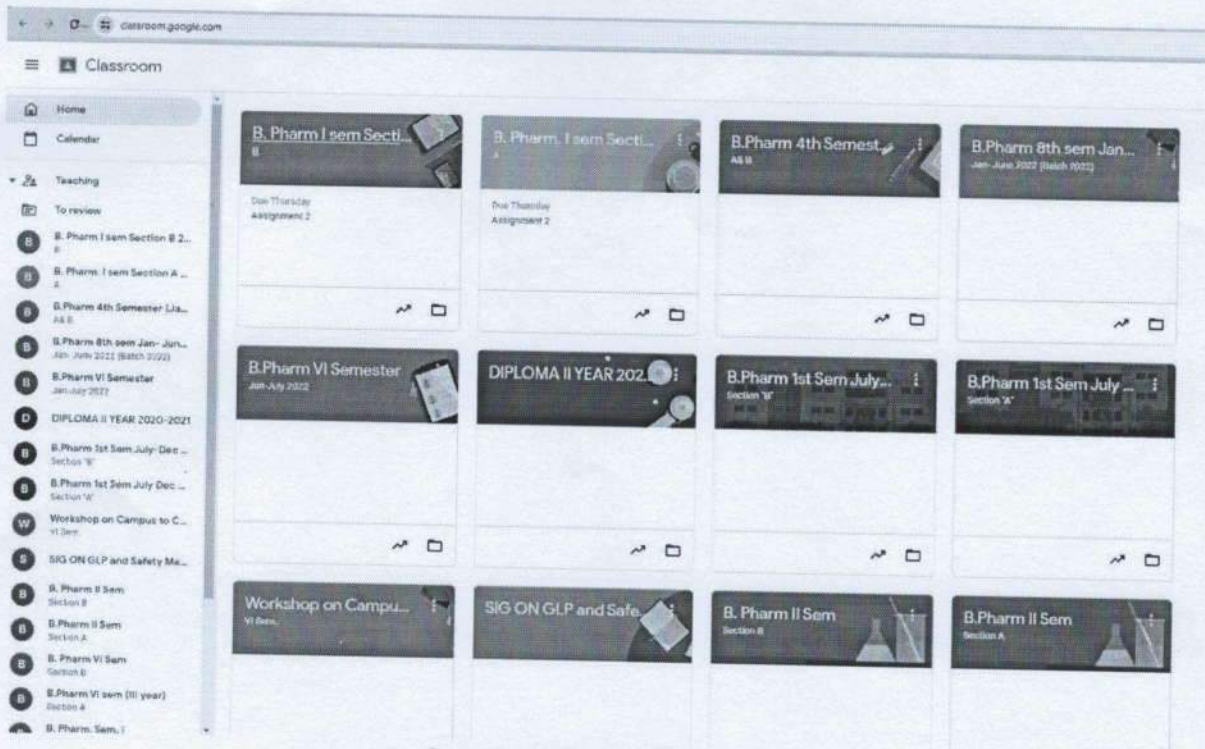 classroom.google.com
Classroom
Home
Calendar
Teaching
To review
B
B. Pharm I sem Section B 2...
B
B
B. Pharm. I sem Section A ...
A
B
B.Pharm 4th Semester (Ja...
A& B
B
B.Pharm 8th sem Jan- Jun...
Jan- June 2022 (Batch 2022)
B
B.Pharm VI Semester
Jan-July 2022
D
DIPLOMA II YEAR 2020-2021
B
B.Pharm 1st Sem July- Dec ...
Section "B"
B
B.Pharm 1st Sem July Dec ...
Section "A"
W
Workshop on Campus to C...
VI Sem.
S
SIG ON GLP and Safety Me...
B
B. Pharm II Sem
Section B
B
B.Pharm II Sem
Section A
B
B. Pharm VI Sem
Section B
B
B.Pharm VI sem (III year)
Section A
B. Pharm. Sem. I
B. Pharm I sem Secti...
B
Due Thursday
Assignment 2
B. Pharm. I sem Secti...
A
Due Thursday
Assignment 2
B.Pharm 4th Semest...
A& B
B.Pharm 8th sem Jan...
Jan- June 2022 (Batch 2022)
B.Pharm VI Semester
Jan-July 2022
DIPLOMA II YEAR 202...
B.Pharm 1st Sem July...
Section "B"
B.Pharm 1st Sem July ...
Section "A"
Workshop on Campu...
VI Sem.
SIG ON GLP and Safe...
B. Pharm II Sem
Section B
B.Pharm II Sem
Section A